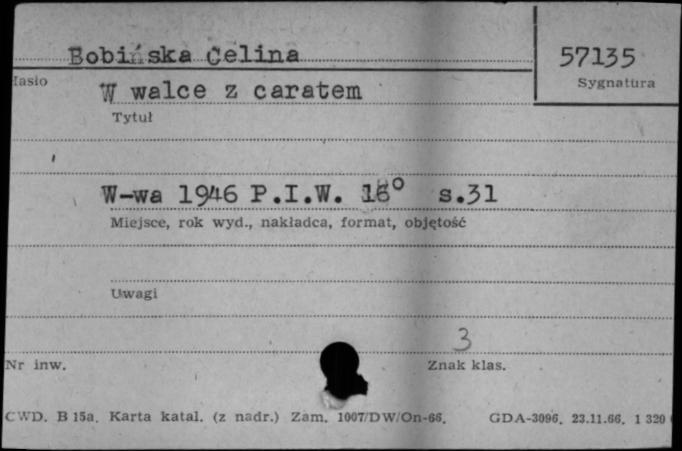 Bobińska Celina
57135
Hasło
Sygnatura
W walce z caratem
Tytuł
W-wa 1946 P.I.W. 16° s.31
Miejsce, rok wyd., nakładca, format, objętość
Uwagi
3
Nr inw.
Znak klas.
CWD. B 15a. Karta katal. (z nadr.) Zam. 1007/DW/On-66. GDA-3096. 23.11.66. 1 320